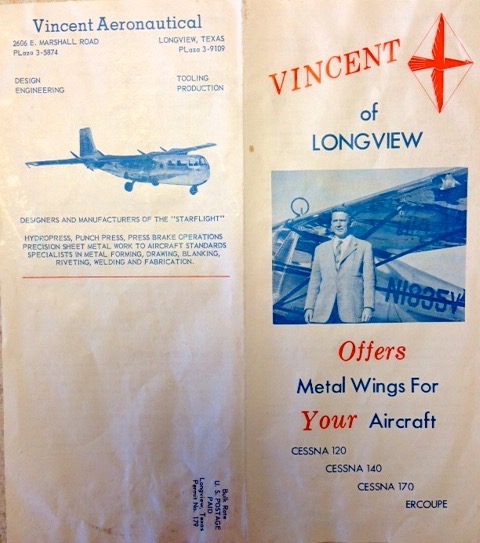 Vincent Aeronautical
2606 E. MARSHALL ROAD
PLaza 3-5874
LONGVIEW, TEXAS
PLaza 3-9109
DESIGN
ENGINEERING
TOOLING
PRODUCTION
DESIGNERS AND MANUFACTURERS OF THE "STARFLIGHT"
HYDROPRESS, PUNCH PRESS, PRESS BRAKE OPERATIONS
PRECISION SHEET METAL WORK TO AIRCRAFT STANDARDS
SPECIALISTS IN METAL FORMING, DRAWING, BLANKING,
RIVETING, WELDING AND FABRICATION.
Bulk Rate
U. S. POSTAGE
PAID
Longview, Texas
Permit No. 179
VINCENT
of
LONGVIEW
N1835V
Offers
Metal Wings For
Your Aircraft
CESSNA 120
CESSNA 140
CESSNA 170
ERCOUPE